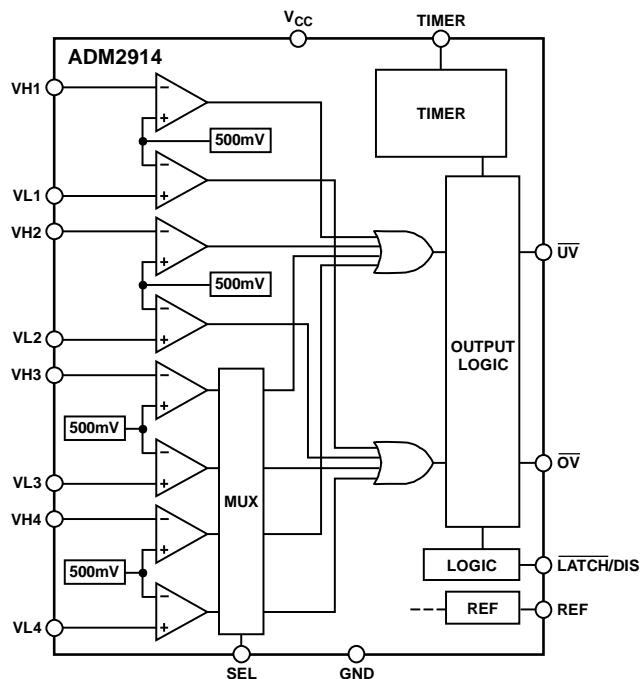 VCC
TIMER
ADM2914
VH1
−
+
500mV
TIMER
−
+
VL1
VH2
−
+
500mV
UV
−
+
VL2
OUTPUT
LOGIC
VH3
−
+
500mV
MUX
−
+
VL3
OV
VH4
−
+
500mV
LOGIC
LATCH/DIS
−
+
VL4
REF
REF
SEL
GND